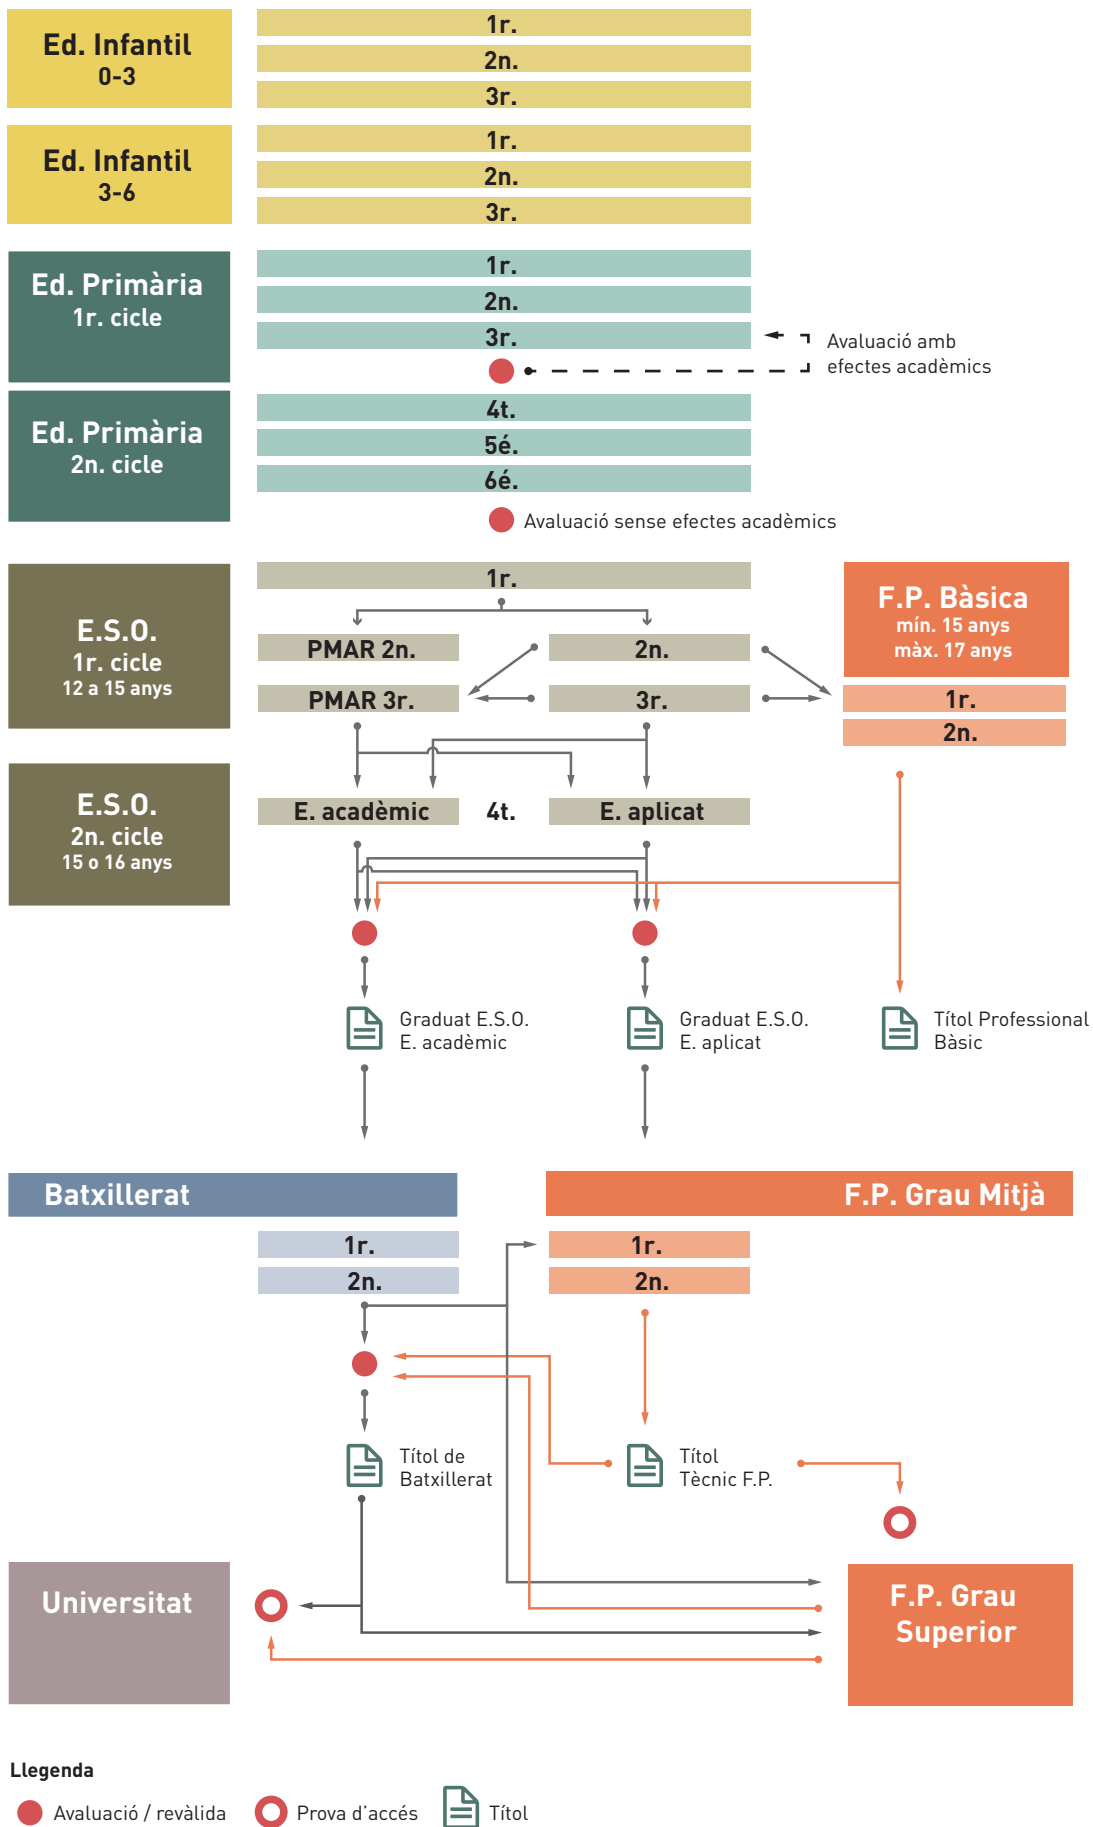 Ed. Infantil
0-3
1r.
2n.
3r.
Ed. Infantil
3-6
1r.
2n.
3r.
Ed. Primària
1r. cicle
1r.
2n.
3r.
Avaluació amb
efectes acadèmics
Ed. Primària
2n. cicle
4t.
5é.
6é.
Avaluació sense efectes acadèmics
E.S.O.
1r. cicle
12 a 15 anys
1r.
PMAR 2n.
2n.
PMAR 3r.
3r.
F.P. Bàsica
mín. 15 anys
màx. 17 anys
1r.
2n.
E.S.O.
2n. cicle
15 o 16 anys
E. acadèmic
4t.
E. aplicat
Graduat E.S.O.
E. acadèmic
Graduat E.S.O.
E. aplicat
Títol Professional
Bàsic
Batxillerat
F.P. Grau Mitjà
1r.
2n.
1r.
2n.
Títol de
Batxillerat
Títol
Tècnic F.P.
Universitat
F.P. Grau
Superior
Llegenda
Avaluació / revàlida
Prova d'accés
Títol